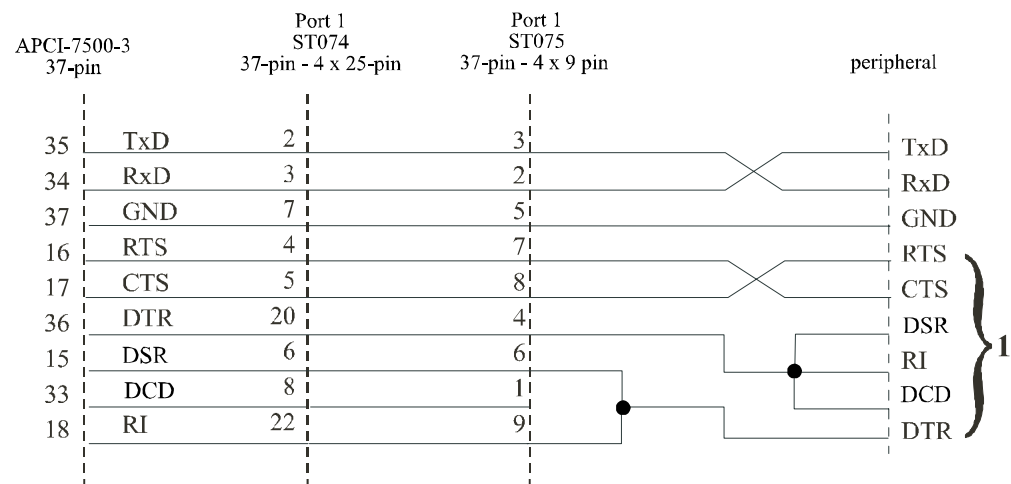 Port 1
ST074
37-pin - 4 x 25-pin
Port 1
ST075
37-pin - 4 x 9 pin
APCI-7500-3
37-pin
peripheral
35 TxD 2 3 TxD
34 RxD 3 2 RxD
37 GND 7 5 GND
16 RTS 4 7 RTS
17 CTS 5 8 CTS
36 DTR 20 4 DSR
15 DSR 6 6 RI
33 DCD 8 1 DCD
18 RI 22 9 DTR
1